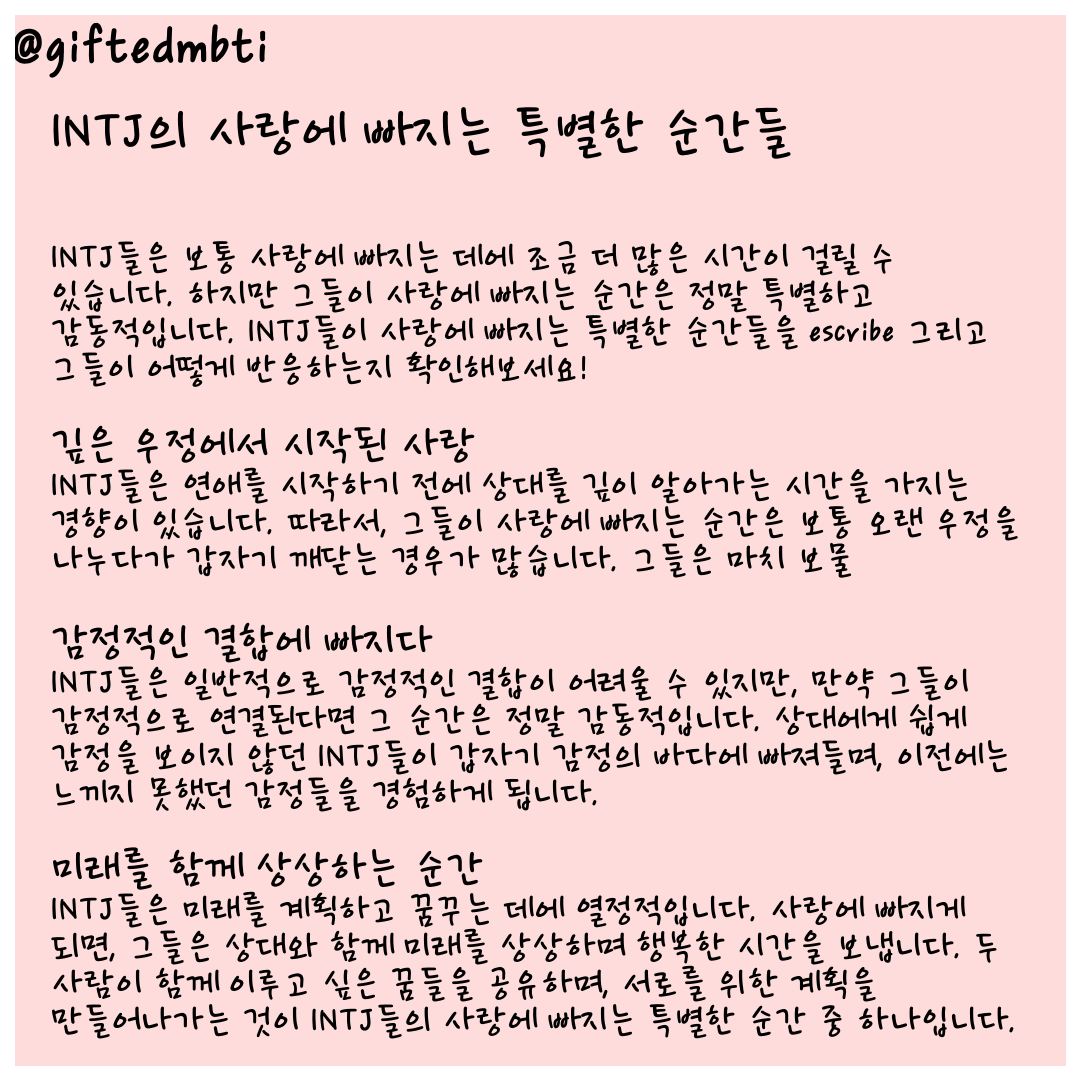 @giftedmbti
INTJ의 사랑에 빠지는 특별한 순간들
INTJ들은 보통 사랑에 빠지는 데에 조금 더 많은 시간이 걸릴 수
있습니다. 하지만 그들이 사랑에 빠지는 순간은 정말 특별하고
감동적입니다. INTJ들이 사랑에 빠지는 특별한 순간들을 escribe 그리고
그들이 어떻게 반응하는지 확인해보세요!
깊은 우정에서 시작된 사랑
INTJ들은 연애를 시작하기 전에 상대를 깊이 알아가는 시간을 가지는
경향이 있습니다. 따라서, 그들이 사랑에 빠지는 순간은 보통 오랜 우정을
나누다가 갑자기 깨닫는 경우가 많습니다. 그들은 마치 보물
감정적인 결합에 빠지다
INTJ들은 일반적으로 감정적인 결합이 어려울 수 있지만, 만약 그들이
감정적으로 연결된다면 그 순간은 정말 감동적입니다. 상대에게 쉽게
감정을 보이지 않던 INTJ들이 갑자기 감정의 바다에 빠져들며, 이전에는
느끼지 못했던 감정들을 경험하게 됩니다.
미래를 함께 상상하는 순간
INTJ들은 미래를 계획하고 꿈꾸는 데에 열정적입니다. 사랑에 빠지게
되면, 그들은 상대와 함께 미래를 상상하며 행복한 시간을 보냅니다. 두
사람이 함께 이루고 싶은 꿈들을 공유하며, 서로를 위한 계획을
만들어나가는 것이 INTJ들의 사랑에 빠지는 특별한 순간 중 하나입니다.